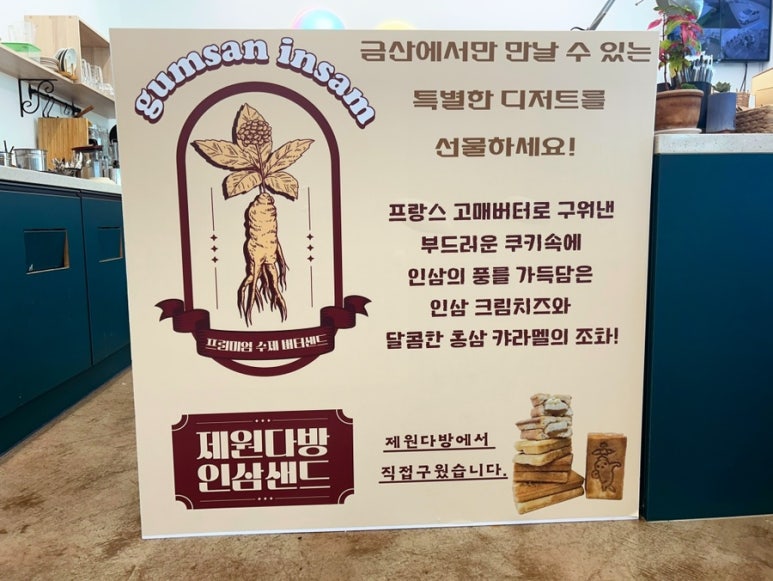 gumsan insam
금산에서만 만날 수 있는
특별한 디저트를
선물하세요!
프랑스 고매버터로 구워낸
부드러운 쿠키속에
인삼의 풍를 가득담은
인삼 크림치즈와
달콤한 홍삼 캬라멜의 조화!
프리미엄 수제 버터샌드
제원다방
인삼샌드
제원다방에서
직접구웠습니다.